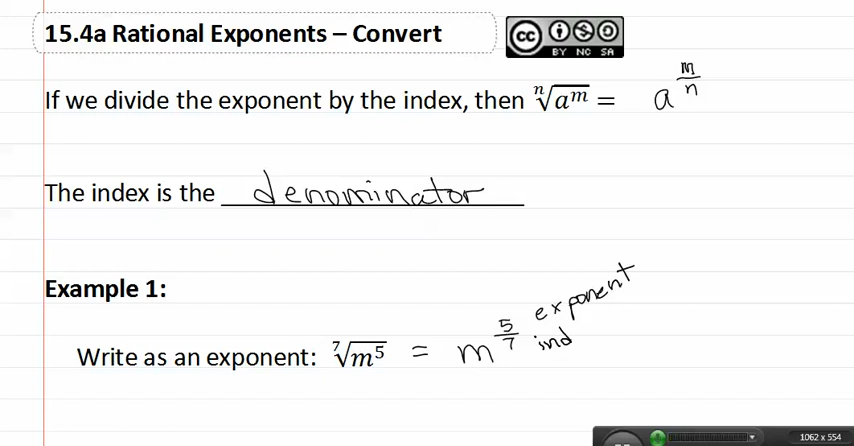 15.4a Rational Exponents – Convert
cc BY NC SA
If we divide the exponent by the index, then ⁿ√(aᵐ) = a^(m/n)
The index is the denominator
Example 1:
Write as an exponent: ⁷√(m⁵) = m^(5/7) exponent
ind
1062 x 554